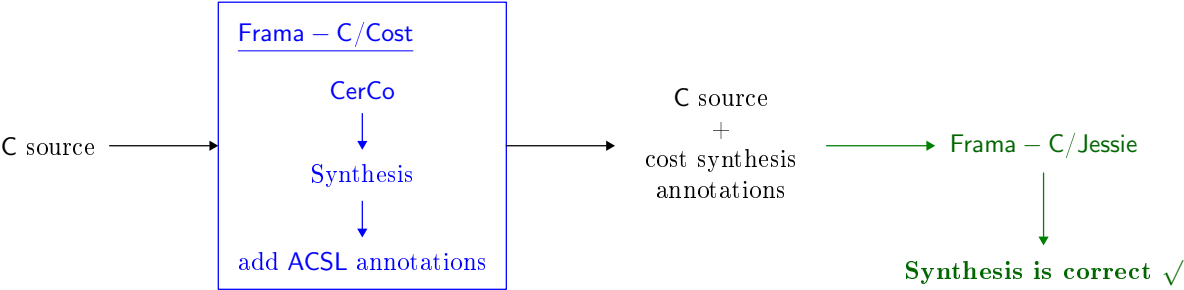 C source
Frama – C/Cost
CerCo
Synthesis
add ACSL annotations
C source
+
cost synthesis
annotations
Frama – C/Jessie
Synthesis is correct √